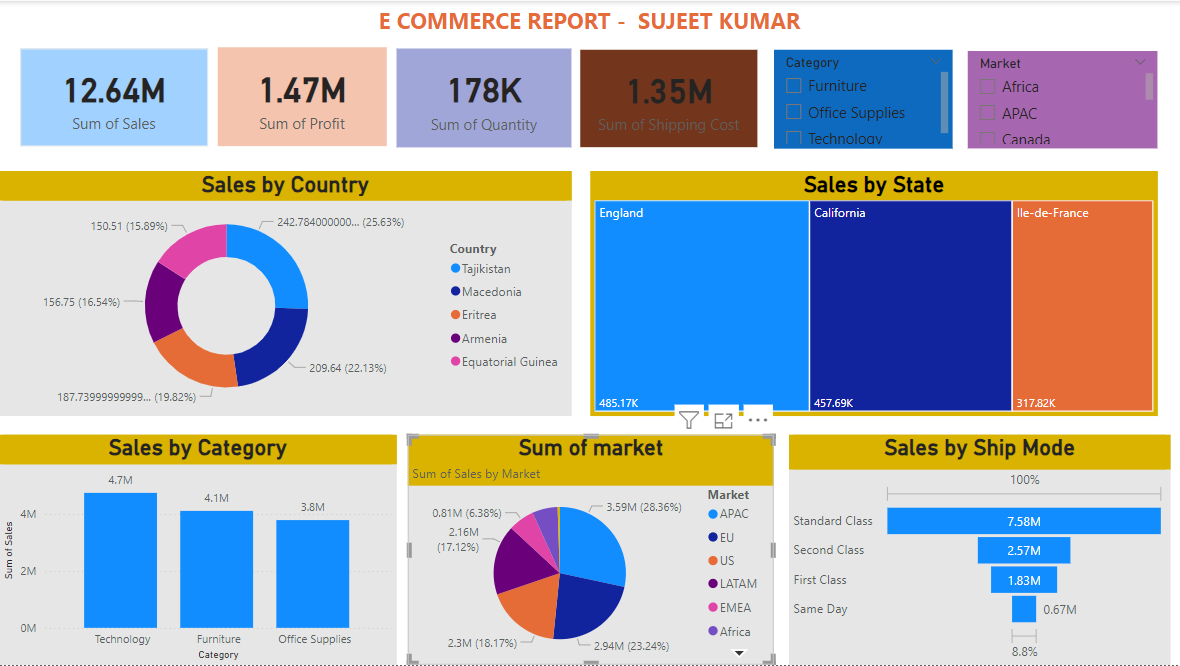 E COMMERCE REPORT - SUJEET KUMAR
12.64M
Sum of Sales
1.47M
Sum of Profit
178K
Sum of Quantity
1.35M
Sum of Shipping Cost
Category
Furniture
Office Supplies
Technology
Market
Africa
APAC
Canada
Sales by Country
150.51 (15.89%)
242.784000000... (25.63%)
156.75 (16.54%)
209.64 (22.13%)
187.73999999999... (19.82%)
Country
Tajikistan
Macedonia
Eritrea
Armenia
Equatorial Guinea
Sales by State
England
485.17K
California
457.69K
Ile-de-France
317.82K
Sales by Category
Sum of Sales
4M
2M
0M
4.7M
4.1M
3.8M
Technology
Furniture
Office Supplies
Category
Sum of market
Sum of Sales by Market
0.81M (6.38%)
3.59M (28.36%)
2.16M
(17.12%)
2.3M (18.17%)
2.94M (23.24%)
Market
APAC
EU
US
LATAM
EMEA
Africa
Sales by Ship Mode
100%
Standard Class
7.58M
Second Class
2.57M
First Class
1.83M
Same Day
0.67M
8.8%